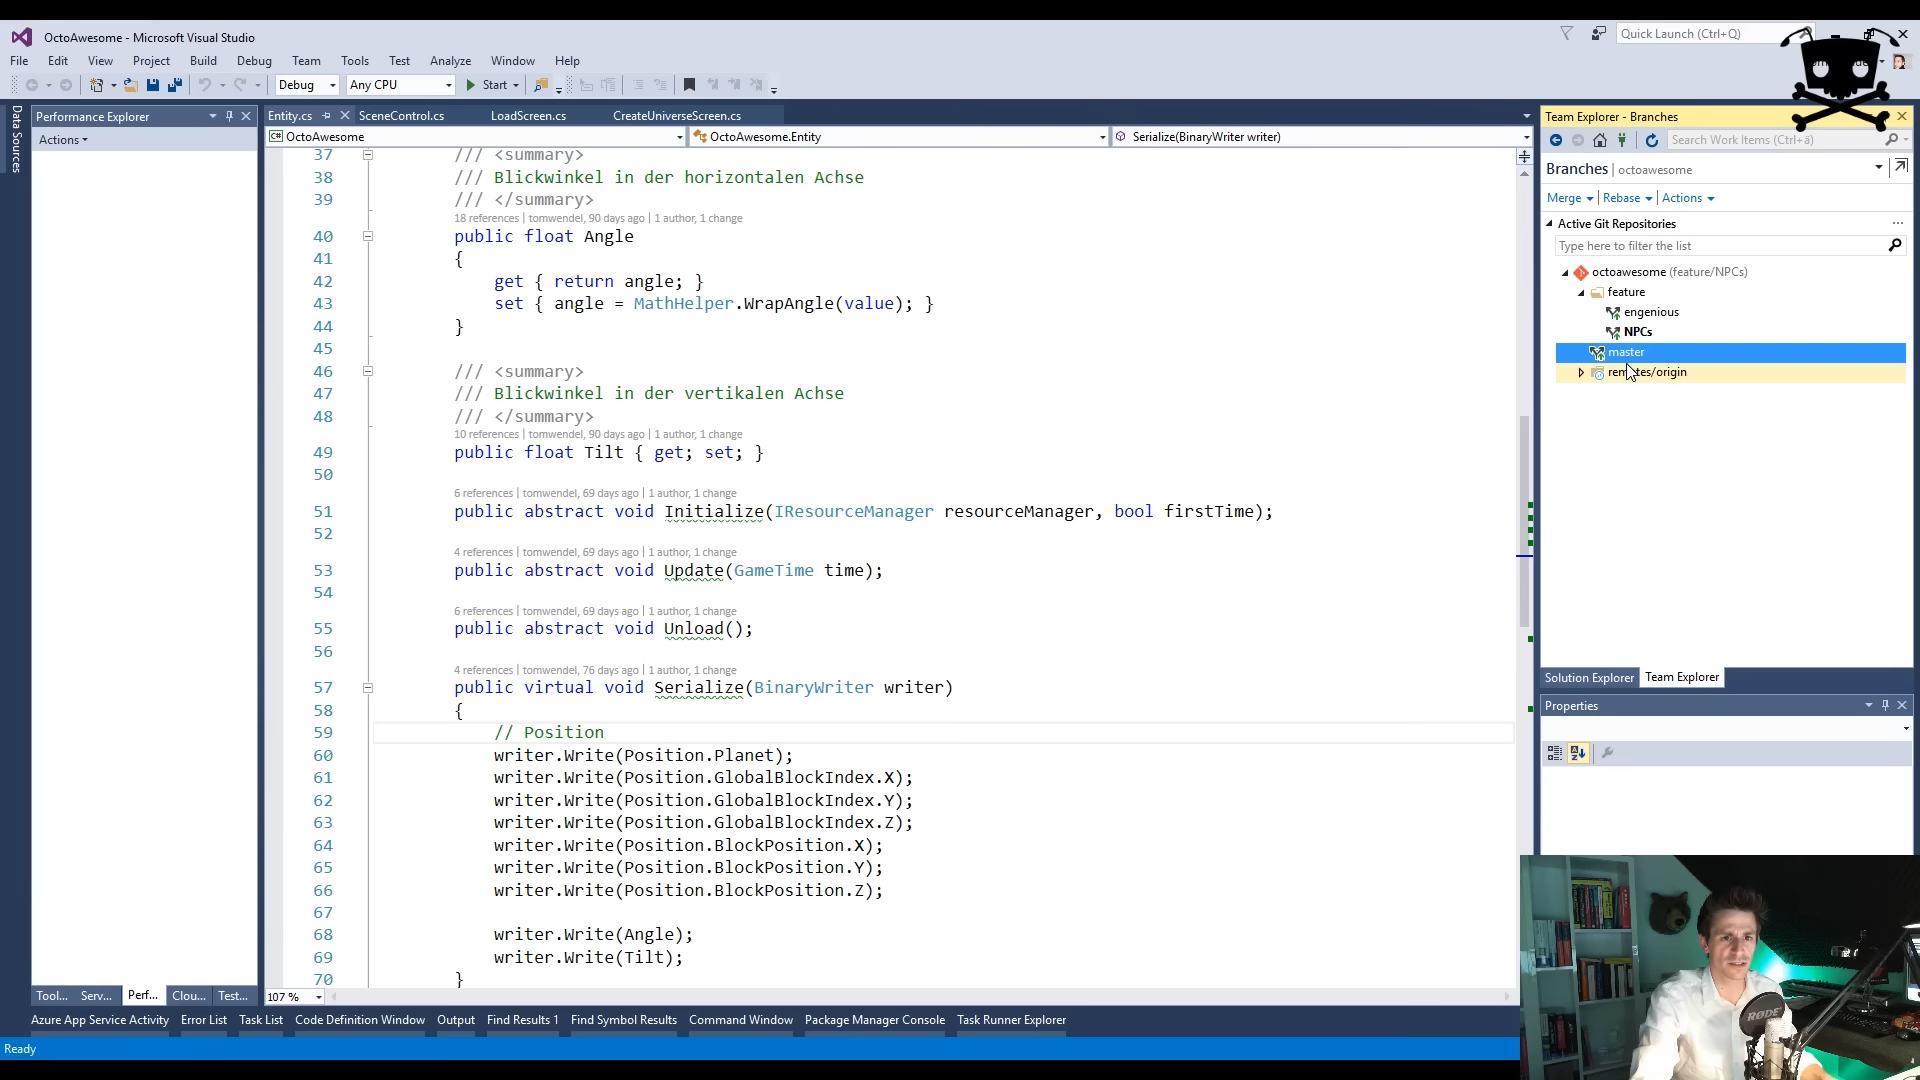 OctoAwesome - Microsoft Visual Studio
Quick Launch (Ctrl+Q)
File Edit View Project Build Debug Team Tools Test Analyze Window Help
Debug Any CPU Start
Data Sources
Performance Explorer
Actions
Entity.cs SceneControl.cs LoadScreen.cs CreateUniverseScreen.cs
C# OctoAwesome OctoAwesome.Entity Serialize(BinaryWriter writer)
37 /// <summary>
38 /// Blickwinkel in der horizontalen Achse
39 /// </summary>
18 references | tomwendel, 90 days ago | 1 author, 1 change
40 public float Angle
41 {
42 get { return angle; }
43 set { angle = MathHelper.WrapAngle(value); }
44 }
45
46 /// <summary>
47 /// Blickwinkel in der vertikalen Achse
48 /// </summary>
10 references | tomwendel, 90 days ago | 1 author, 1 change
49 public float Tilt { get; set; }
50
6 references | tomwendel, 69 days ago | 1 author, 1 change
51 public abstract void Initialize(IResourceManager resourceManager, bool firstTime);
52
4 references | tomwendel, 69 days ago | 1 author, 1 change
53 public abstract void Update(GameTime time);
54
6 references | tomwendel, 69 days ago | 1 author, 1 change
55 public abstract void Unload();
56
4 references | tomwendel, 76 days ago | 1 author, 1 change
57 public virtual void Serialize(BinaryWriter writer)
58 {
59 // Position
60 writer.Write(Position.Planet);
61 writer.Write(Position.GlobalBlockIndex.X);
62 writer.Write(Position.GlobalBlockIndex.Y);
63 writer.Write(Position.GlobalBlockIndex.Z);
64 writer.Write(Position.BlockPosition.X);
65 writer.Write(Position.BlockPosition.Y);
66 writer.Write(Position.BlockPosition.Z);
67
68 writer.Write(Angle);
69 writer.Write(Tilt);
70 }
107 %
Team Explorer - Branches
Search Work Items (Ctrl+ä)
Branches | octoawesome
Merge Rebase Actions
Active Git Repositories
Type here to filter the list
octoawesome (feature/NPCs)
feature
engenious
NPCs
master
remotes/origin
Solution Explorer Team Explorer
Properties
Tool... Serv... Perf... Clou... Test...
Azure App Service Activity Error List Task List Code Definition Window Output Find Results 1 Find Symbol Results Command Window Package Manager Console Task Runner Explorer
Ready
RØDE